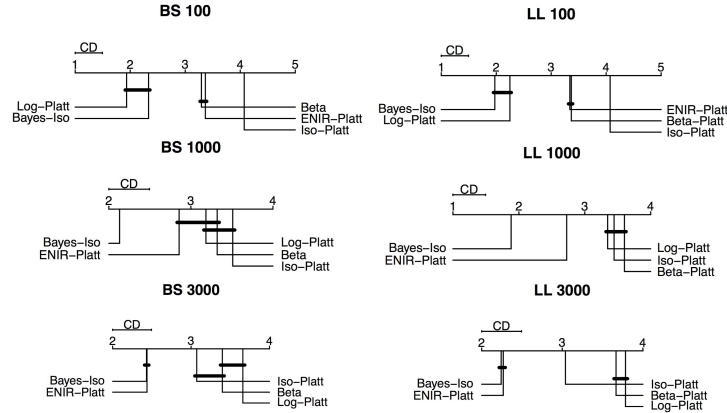 BS 100
CD
1 2 3 4 5
Log−Platt
Bayes−Iso
Beta
ENIR−Platt
Iso−Platt
LL 100
CD
1 2 3 4 5
Bayes−Iso
Log−Platt
ENIR−Platt
Beta−Platt
Iso−Platt
BS 1000
CD
2 3 4
Bayes−Iso
ENIR−Platt
Log−Platt
Beta
Iso−Platt
LL 1000
CD
1 2 3 4
Bayes−Iso
ENIR−Platt
Log−Platt
Iso−Platt
Beta−Platt
BS 3000
CD
2 3 4
Bayes−Iso
ENIR−Platt
Iso−Platt
Beta
Log−Platt
LL 3000
CD
2 3 4
Bayes−Iso
ENIR−Platt
Iso−Platt
Beta−Platt
Log−Platt